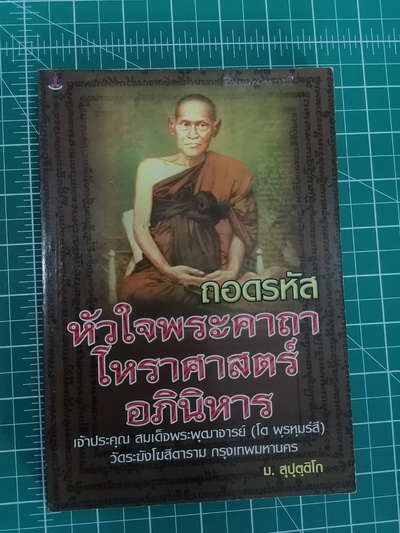 ถอดรหัส
หัวใจพระคาถา
โหราศาสตร์
อภินิหาร
เจ้าประคุณ สมเด็จพระพุฒาจารย์ (โต พฺรหฺมรํสี)
วัดระฆังโฆสิตาราม กรุงเทพมหานคร
ม. สุปุตฺติโก